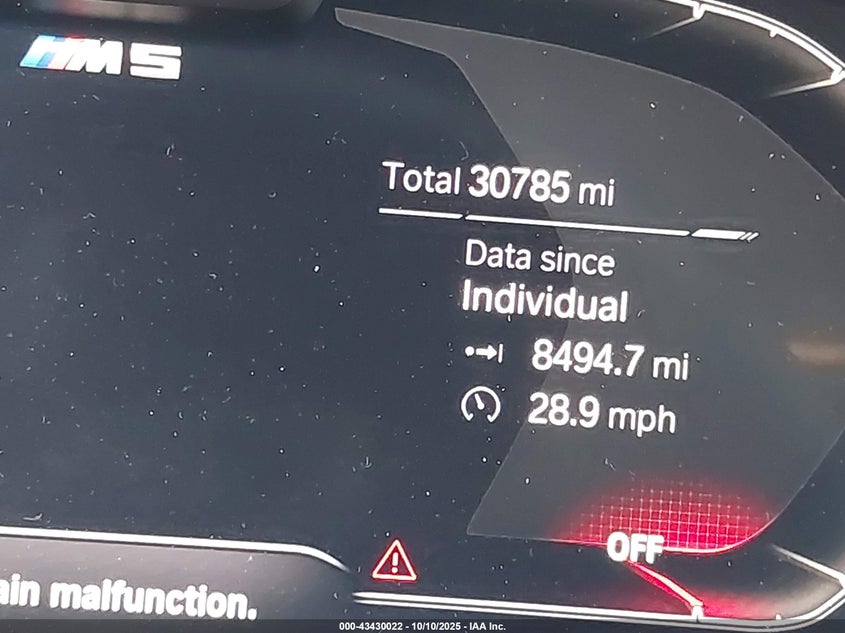 M5
Total 30785 mi
Data since
Individual
8494.7 mi
28.9 mph
OFF
ain malfunction.
000-43430022 - 10/10/2025 - IAA Inc.